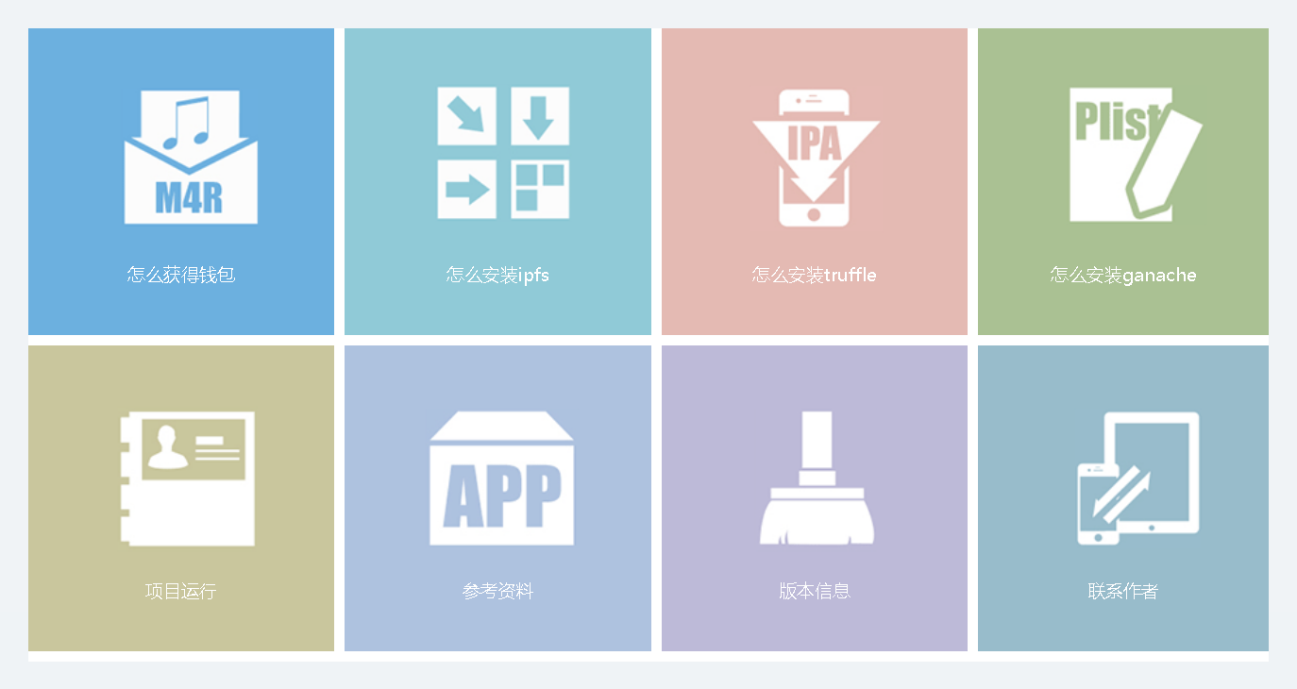 M4R
IPA
Plist
怎么获得钱包
怎么安装ipfs
怎么安装truffle
怎么安装ganache
APP
项目运行
参考资料
版本信息
联系作者